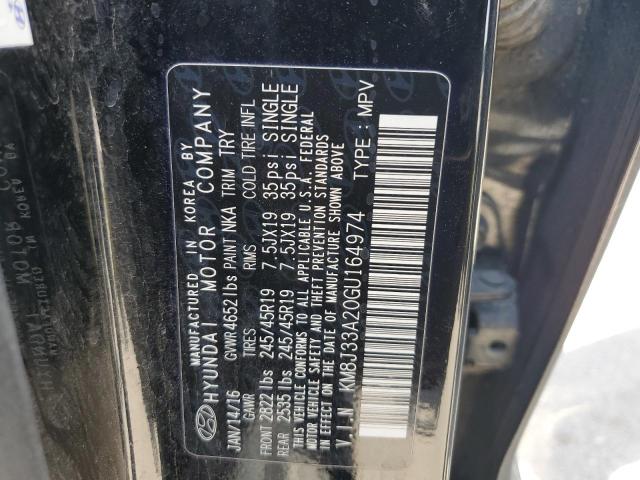 MANUFACTURED IN KOREA BY
HYUNDAI MOTOR COMPANY
JAN/14/16 GVWR 4652 lbs PAINT NKA TRIM TRY
GAWR TIRES RIMS COLD TIRE INFL
FRONT 2822 lbs 245/45R19 7.5JX19 35psi SINGLE
REAR 2535 lbs 245/45R19 7.5JX19 35psi SINGLE
THIS VEHICLE CONFORMS TO ALL APPLICABLE U.S.A. FEDERAL
MOTOR VEHICLE SAFETY AND THEFT PREVENTION STANDARDS
IN EFFECT ON THE DATE OF MANUFACTURE SHOWN ABOVE
V.I.N : KM8J33A20GU164974 TYPE : MPV